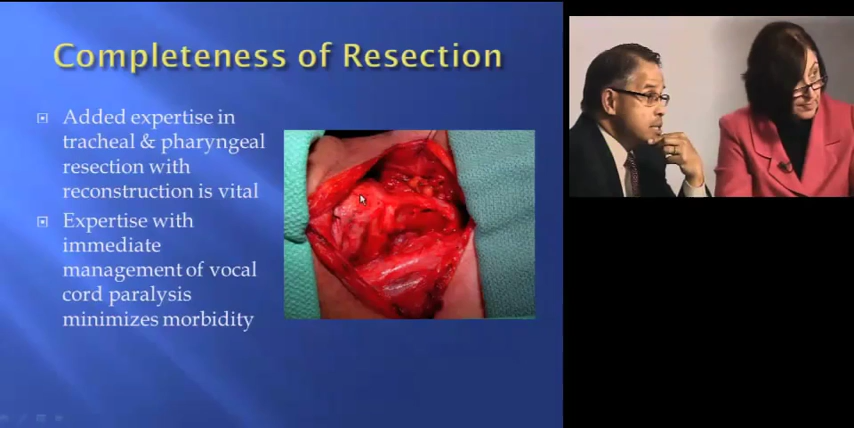 Completeness of Resection
Added expertise in
tracheal & pharyngeal
resection with
reconstruction is vital
Expertise with
immediate
management of vocal
cord paralysis
minimizes morbidity